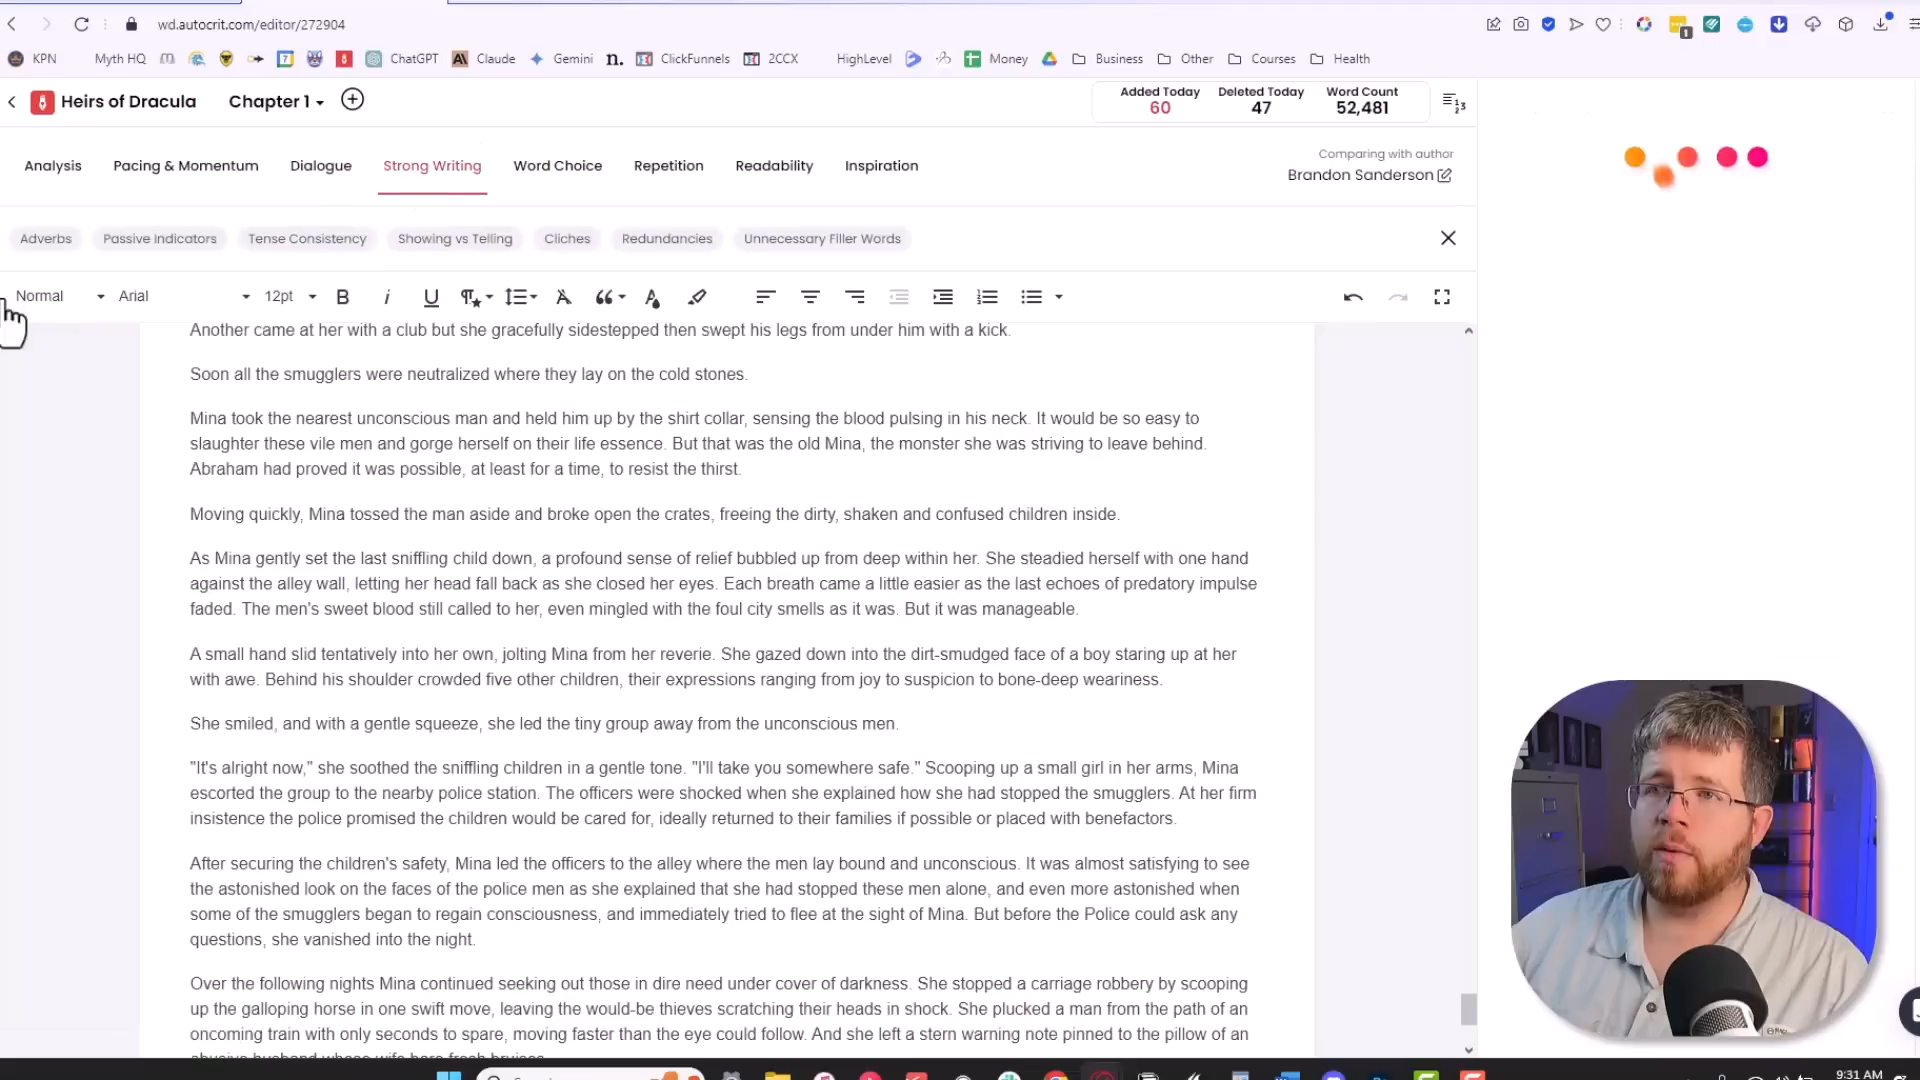 wd.autocrit.com/editor/272904
KPN Myth HQ ChatGPT Claude Gemini n. ClickFunnels 2CCX HighLevel Money Business Other Courses Health
Heirs of Dracula Chapter 1
Added Today Deleted Today Word Count
60 47 52,481
Analysis Pacing & Momentum Dialogue Strong Writing Word Choice Repetition Readability Inspiration
Comparing with author
Brandon Sanderson
Adverbs Passive Indicators Tense Consistency Showing vs Telling Cliches Redundancies Unnecessary Filler Words
Normal Arial 12pt B i U
Another came at her with a club but she gracefully sidestepped then swept his legs from under him with a kick.
Soon all the smugglers were neutralized where they lay on the cold stones.
Mina took the nearest unconscious man and held him up by the shirt collar, sensing the blood pulsing in his neck. It would be so easy to
slaughter these vile men and gorge herself on their life essence. But that was the old Mina, the monster she was striving to leave behind.
Abraham had proved it was possible, at least for a time, to resist the thirst.
Moving quickly, Mina tossed the man aside and broke open the crates, freeing the dirty, shaken and confused children inside.
As Mina gently set the last sniffling child down, a profound sense of relief bubbled up from deep within her. She steadied herself with one hand
against the alley wall, letting her head fall back as she closed her eyes. Each breath came a little easier as the last echoes of predatory impulse
faded. The men's sweet blood still called to her, even mingled with the foul city smells as it was. But it was manageable.
A small hand slid tentatively into her own, jolting Mina from her reverie. She gazed down into the dirt-smudged face of a boy staring up at her
with awe. Behind his shoulder crowded five other children, their expressions ranging from joy to suspicion to bone-deep weariness.
She smiled, and with a gentle squeeze, she led the tiny group away from the unconscious men.
"It's alright now," she soothed the sniffling children in a gentle tone. "I'll take you somewhere safe." Scooping up a small girl in her arms, Mina
escorted the group to the nearby police station. The officers were shocked when she explained how she had stopped the smugglers. At her firm
insistence the police promised the children would be cared for, ideally returned to their families if possible or placed with benefactors.
After securing the children's safety, Mina led the officers to the alley where the men lay bound and unconscious. It was almost satisfying to see
the astonished look on the faces of the police men as she explained that she had stopped these men alone, and even more astonished when
some of the smugglers began to regain consciousness, and immediately tried to flee at the sight of Mina. But before the Police could ask any
questions, she vanished into the night.
Over the following nights Mina continued seeking out those in dire need under cover of darkness. She stopped a carriage robbery by scooping
up the galloping horse in one swift move, leaving the would-be thieves scratching their heads in shock. She plucked a man from the path of an
oncoming train with only seconds to spare, moving faster than the eye could follow. And she left a stern warning note pinned to the pillow of an
9:31 AM